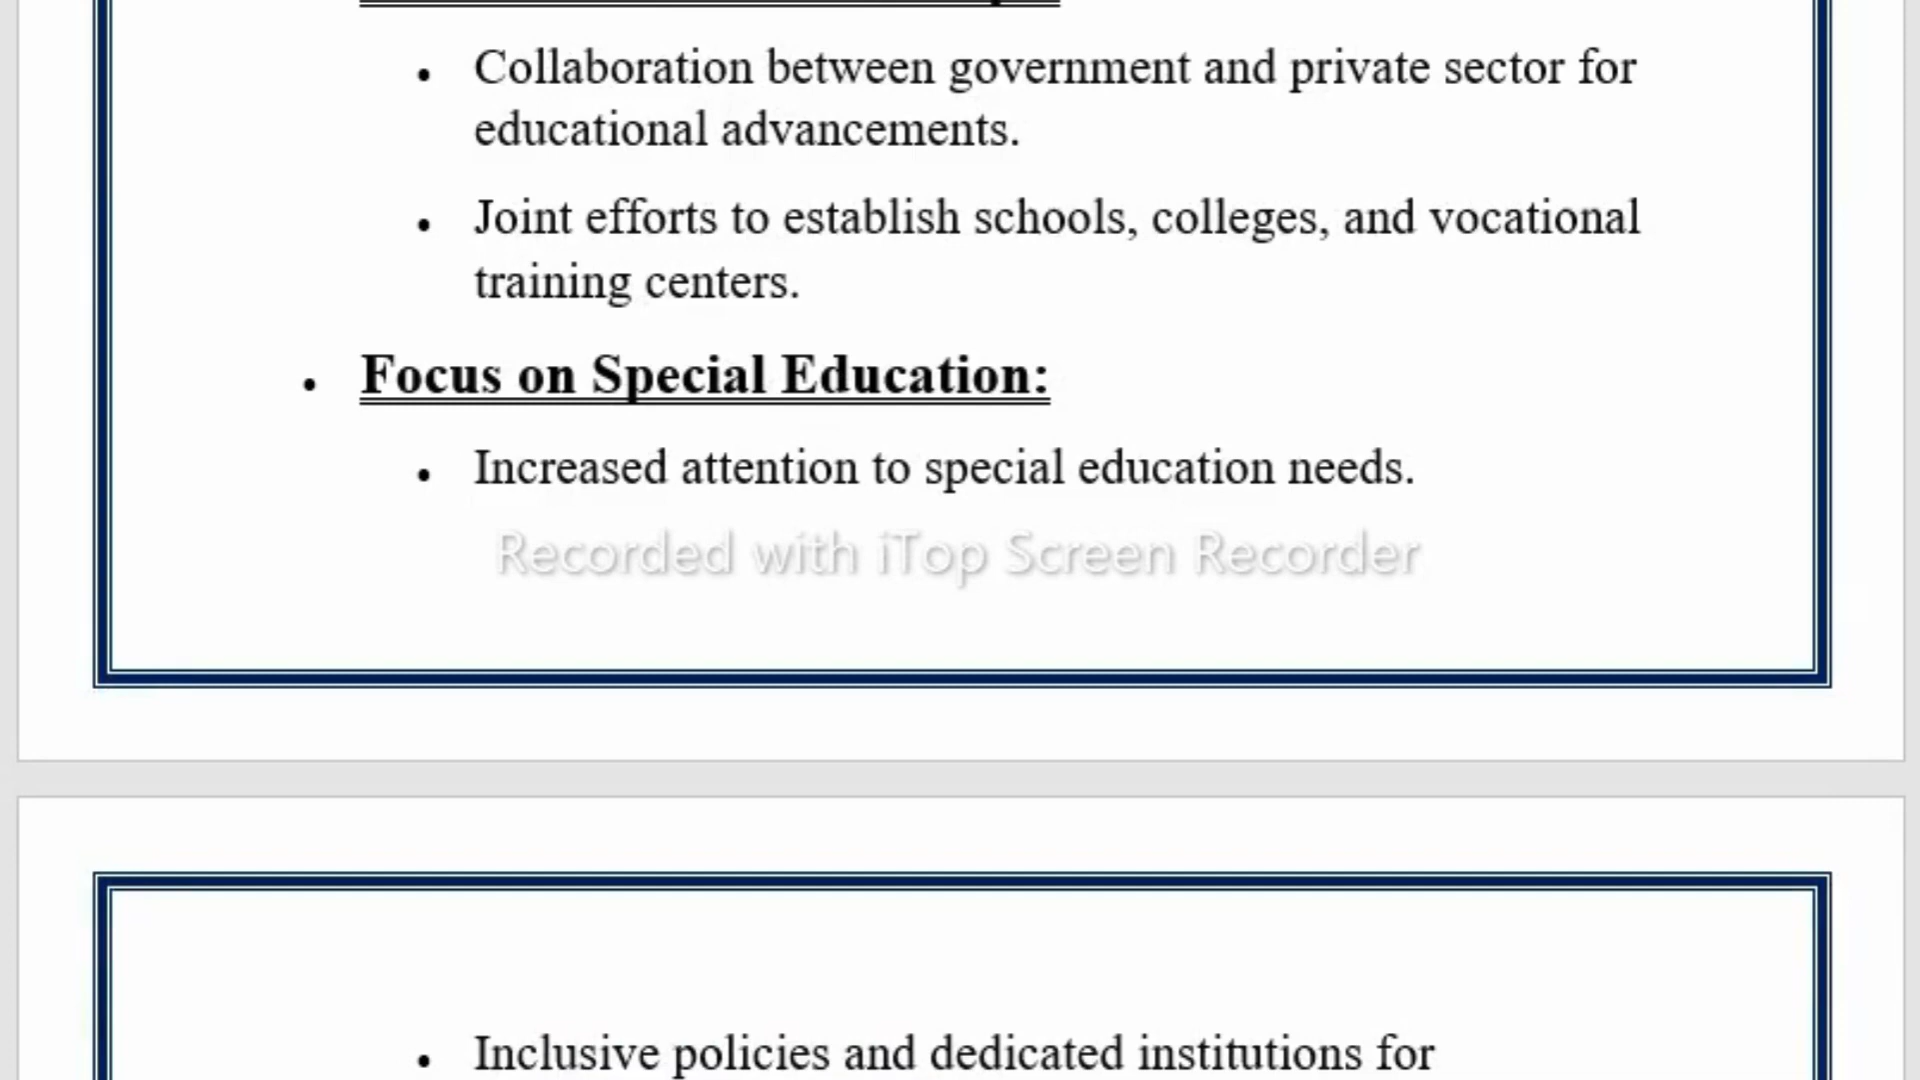 • Collaboration between government and private sector for
educational advancements.
• Joint efforts to establish schools, colleges, and vocational
training centers.
• Focus on Special Education:
• Increased attention to special education needs.
Recorded with iTop Screen Recorder
• Inclusive policies and dedicated institutions for